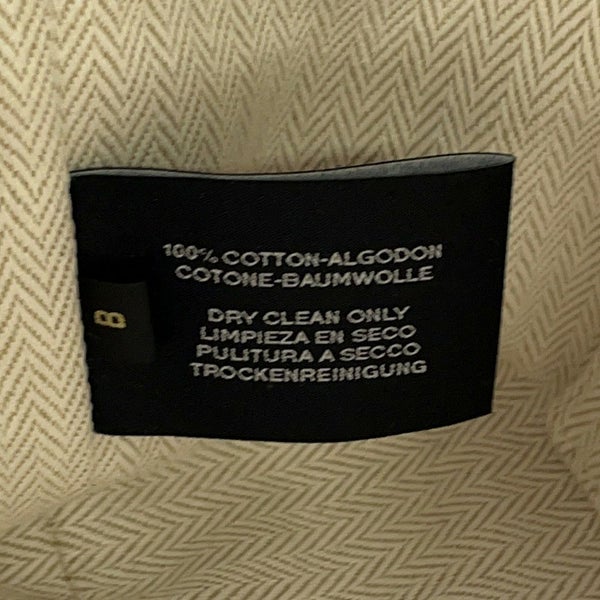 100% COTTON-ALGODON
COTONE-BAUMWOLLE
DRY CLEAN ONLY
LIMPIEZA EN SECO
PULITURA A SECCO
TROCKENREINIGUNG
8